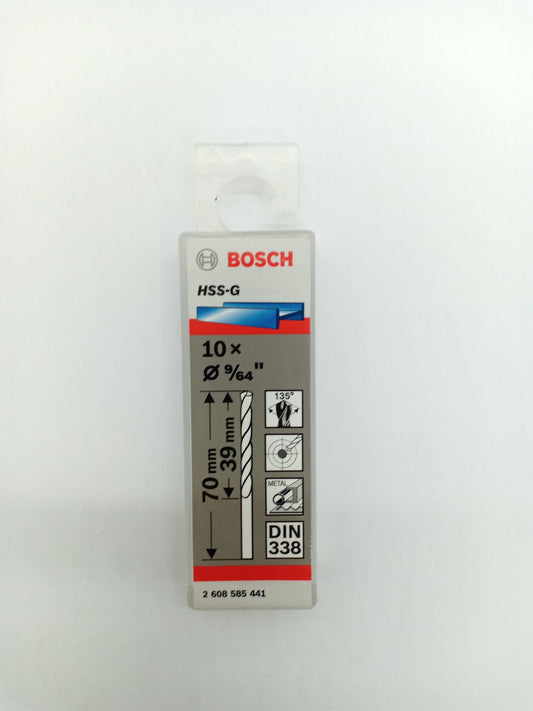 BOSCH
HSS-G
10×
Ø 9/64"
135°
70 mm
39 mm
METAL
DIN
338
2 608 585 441